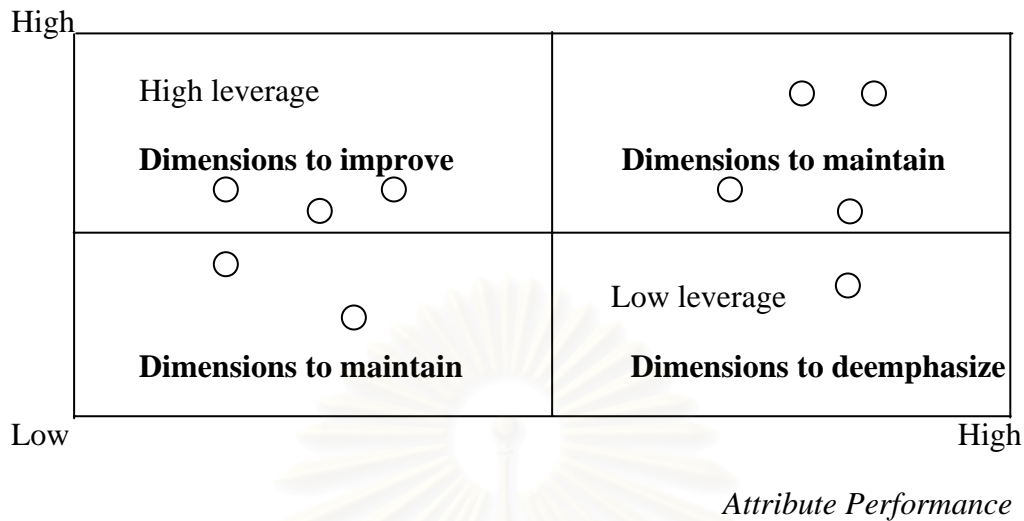 High
High leverage
Dimensions to improve
Dimensions to maintain
Low leverage
Dimensions to maintain
Dimensions to deemphasize
Low
High
Attribute Performance